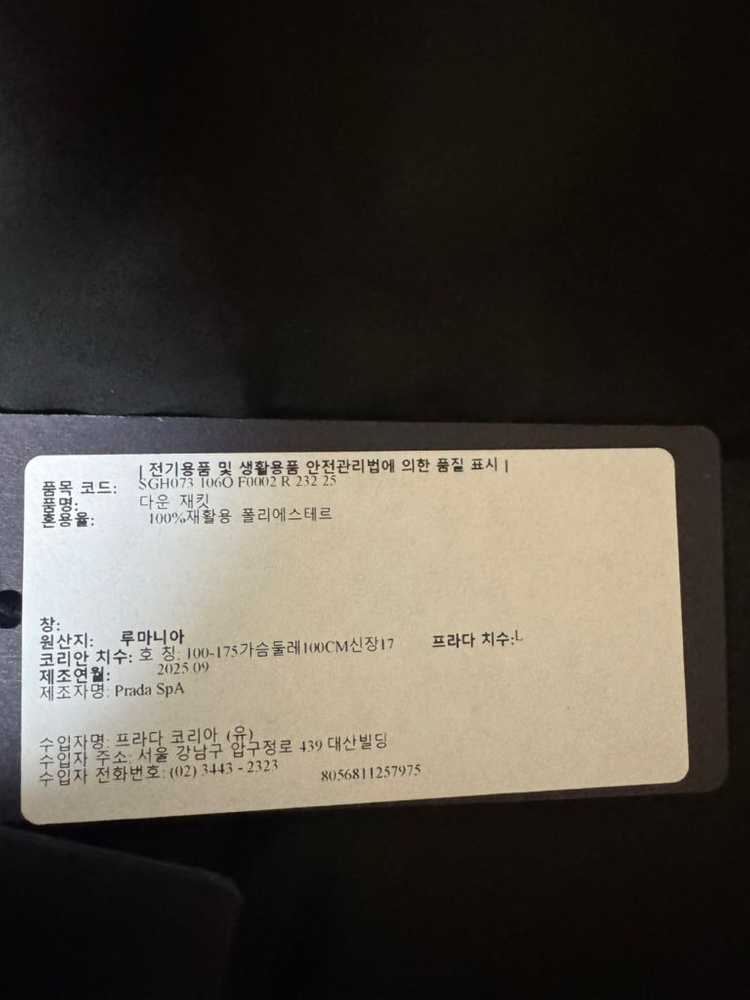 | 전기용품 및 생활용품 안전관리법에 의한 품질 표시 |
품목 코드: SGH073 106Q F0002 R 232 25
품명: 다운 재킷
혼용율: 100%재활용 폴리에스테르
창:
원산지: 루마니아
코리안 치수: 호 칭: 100-175가슴둘레100CM신장17 프라다 치수:L
제조연월: 2025.09
제조자명: Prada SpA
수입자명: 프라다 코리아 (유)
수입자 주소: 서울 강남구 압구정로 439 대산빌딩
수입자 전화번호: (02) 3443 - 2323 8056811257975